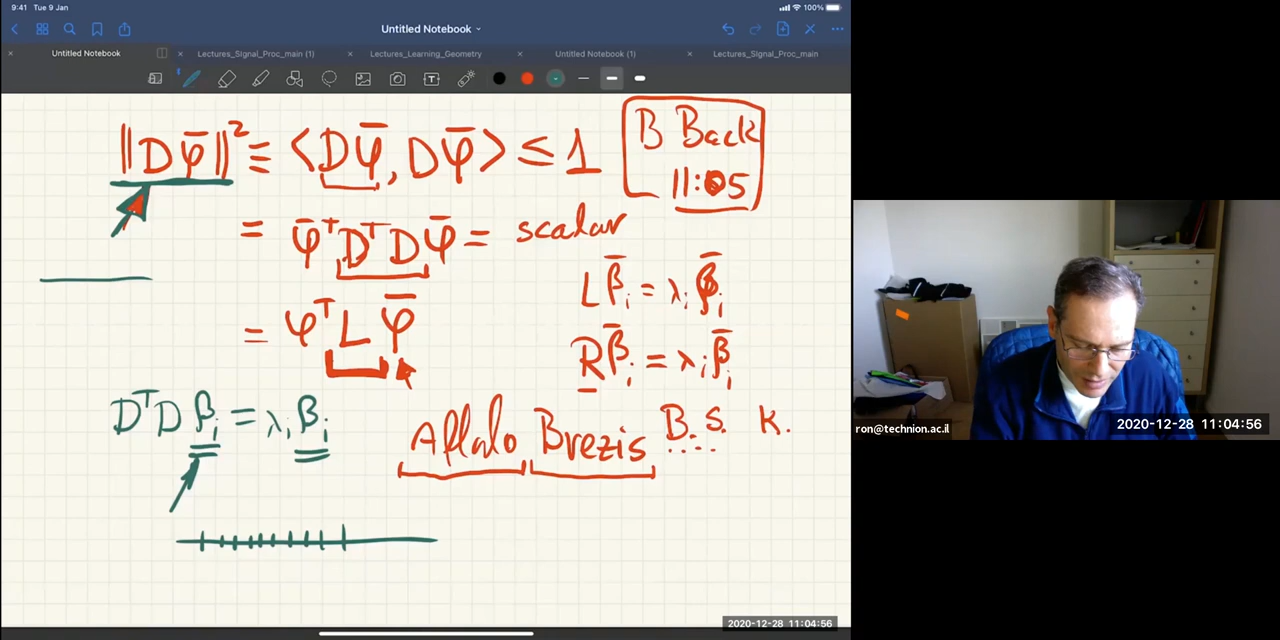 9:41 Tue 9 Jan
100%
Untitled Notebook
Untitled Notebook
Lectures_Signal_Proc_main (1)
Lectures_Learning_Geometry
Untitled Notebook (1)
Lectures_Signal_Proc_main
‖Dφ̄‖² ≡ ⟨Dφ̄, Dφ̄⟩ ≤ 1
B Back
11:05
= φ̄ᵀDᵀDφ̄ = scalar
Lβ̄ᵢ = λᵢβ̄ᵢ
= φᵀLφ̄
Rβ̄ᵢ = λᵢβ̄ᵢ
DᵀDβᵢ = λᵢβᵢ
Aflalo Brezis B.S. K.
ron@technion.ac.il
2020-12-28 11:04:56
2020-12-28 11:04:56